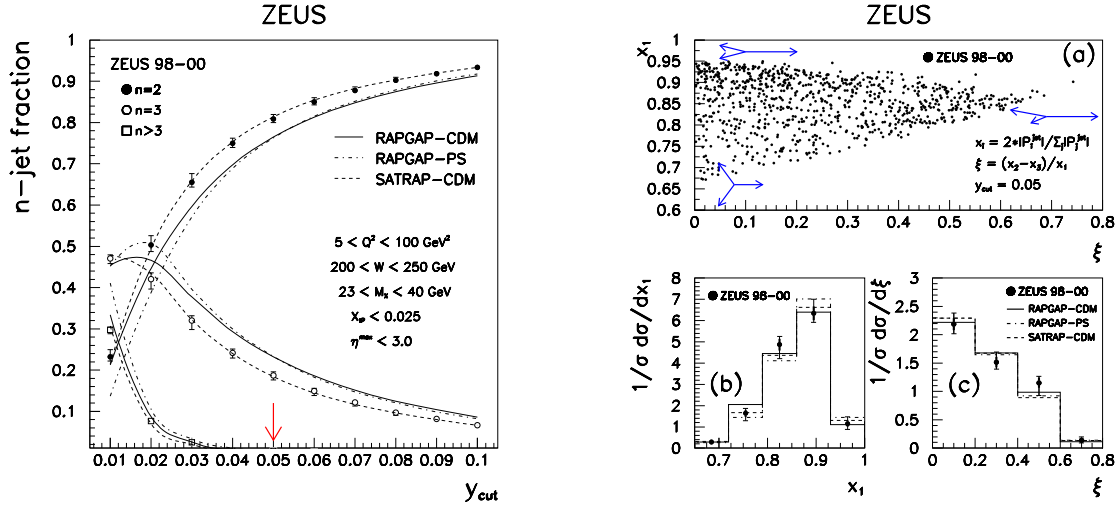 ZEUS
n-jet fraction
1
0.9
0.8
0.7
0.6
0.5
0.4
0.3
0.2
0.1
ZEUS 98-00
n=2
n=3
n>3
RAPGAP-CDM
RAPGAP-PS
SATRAP-CDM
5 < Q² < 100 GeV²
200 < W < 250 GeV
23 < Mₓ < 40 GeV
X_IP < 0.025
η^max < 3.0
0.01 0.02 0.03 0.04 0.05 0.06 0.07 0.08 0.09 0.1
y_cut
ZEUS
x₁
1
0.95
0.9
0.85
0.8
0.75
0.7
0.65
0.6
ZEUS 98-00
(a)
x_i = 2*|P_i^jet|/Σ_j|P_j^jet|
ξ = (x₂-x₃)/x₁
y_cut = 0.05
0 0.1 0.2 0.3 0.4 0.5 0.6 0.7 0.8
ξ
1/σ dσ/dx₁
8
7
6
5
4
3
2
1
0
ZEUS 98-00
(b)
0.7 0.8 0.9 1
x₁
1/σ dσ/dξ
3
2.5
2
1.5
1
0.5
0
ZEUS 98-00
RAPGAP-CDM
RAPGAP-PS
SATRAP-CDM
(c)
0 0.2 0.4 0.6 0.8
ξ